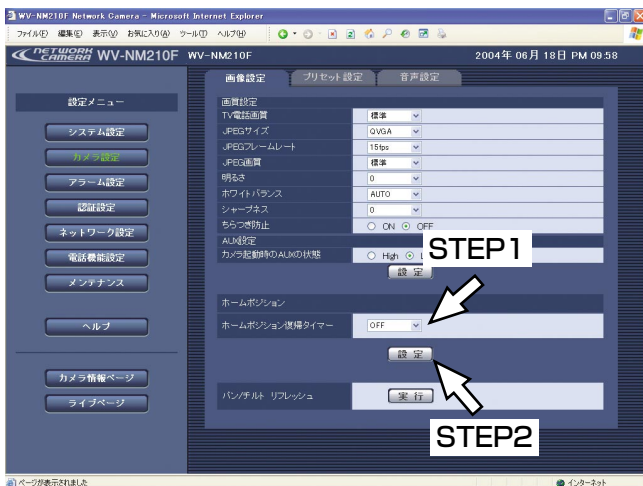 WV-NM210F Network Camera - Microsoft Internet Explorer
ファイル(F) 編集(E) 表示(V) お気に入り(A) ツール(T) ヘルプ(H)
NETWORK CAMERA WV-NM210F WV-NM210F 2004年 06月 18日 PM 09:58
画像設定 プリセット設定 音声設定
設定メニュー
システム設定
カメラ設定
アラーム設定
認証設定
ネットワーク設定
電話機能設定
メンテナンス
ヘルプ
カメラ情報ページ
ライブページ
画質設定
TV電話画質 標準
JPEGサイズ QVGA
JPEGフレームレート 15fps
JPEG画質 標準
明るさ 0
ホワイトバランス AUTO
シャープネス 0
ちらつき防止 ON OFF
AUX設定
カメラ起動時のAUXの状態 High
STEP1
設定
ホームポジション
ホームポジション復帰タイマー OFF
設定
パン/チルト リフレッシュ 実行
STEP2
ページが表示されました インターネット